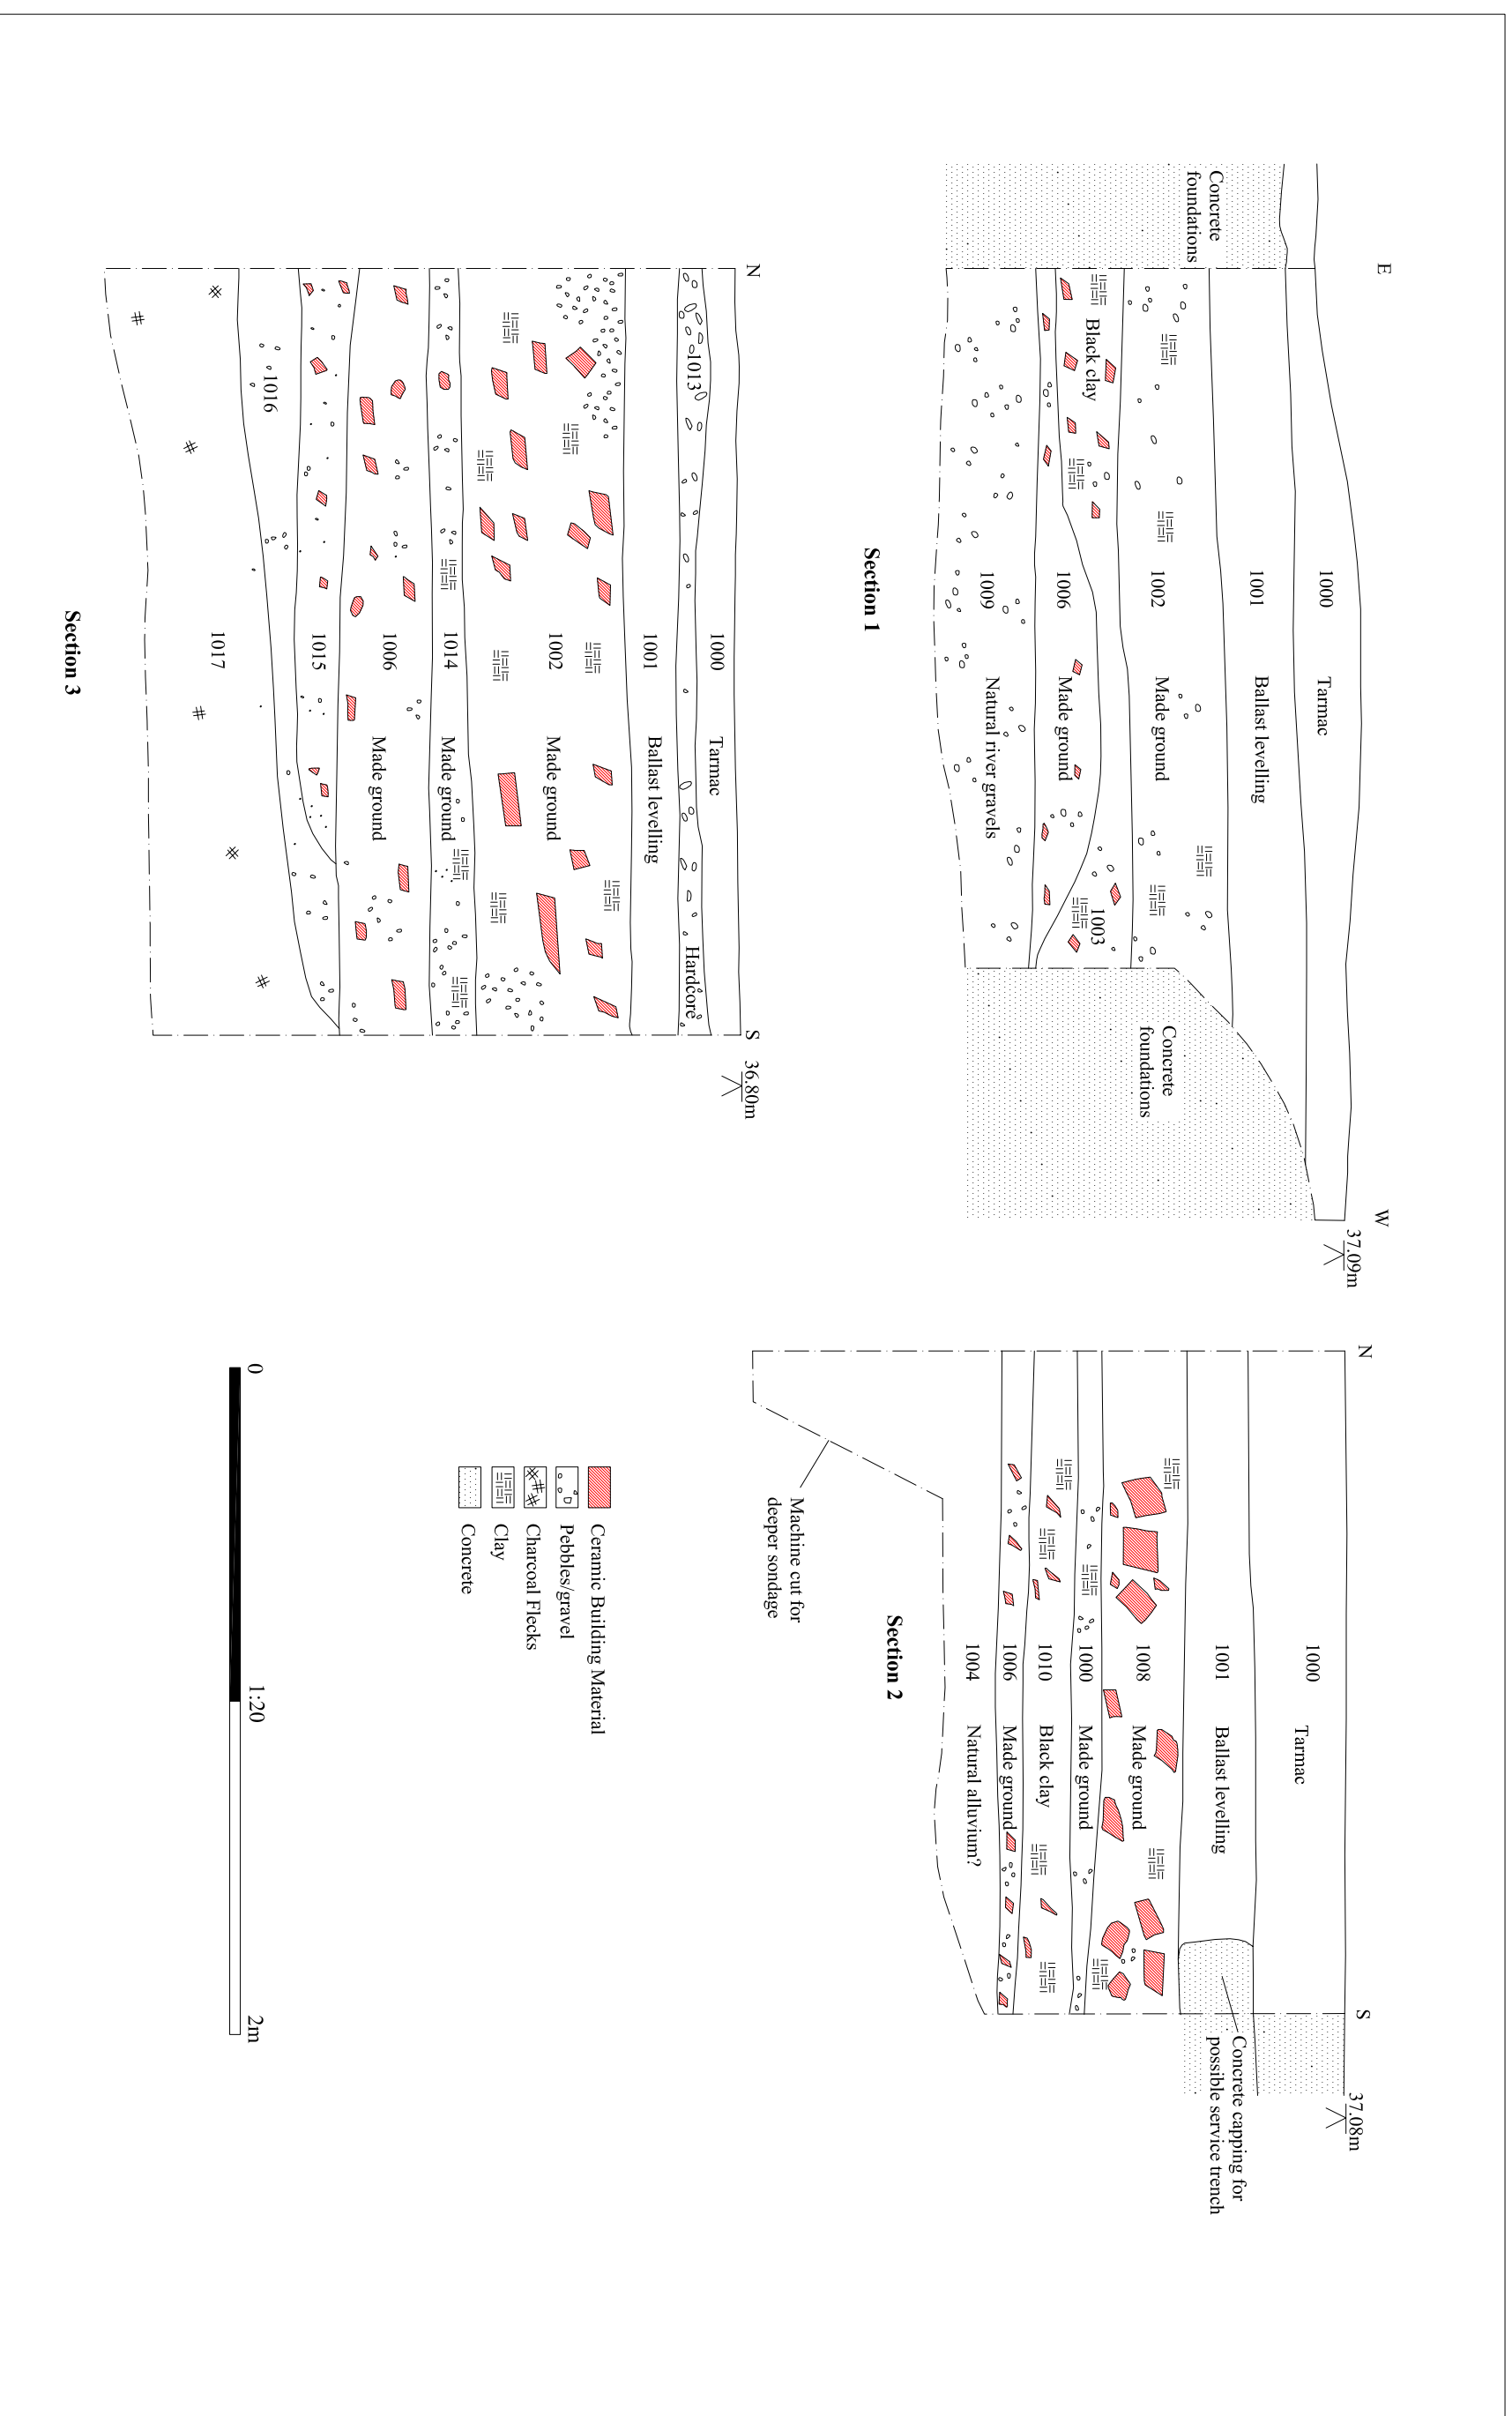 E
W
37.09m
1000
Tarmac
1001
Ballast levelling
Concrete
foundations
1002
Made ground
Concrete
foundations
Black clay
1003
1006
Made ground
1009
Natural river gravels
Section 1
N
S
37.08m
1000
Tarmac
1001
Ballast levelling
Concrete capping for
possible service trench
1008
Made ground
1000
Made ground
1010
Black clay
1006
Made ground
1004
Natural alluvium?
Section 2
Machine cut for
deeper sondage
N
S
36.80m
1000
Tarmac
1013
Hardcore
1001
Ballast levelling
1002
Made ground
1014
Made ground
1006
Made ground
1015
1016
1017
Section 3
Ceramic Building Material
Pebbles/gravel
Charcoal Flecks
Clay
Concrete
0
1:20
2m